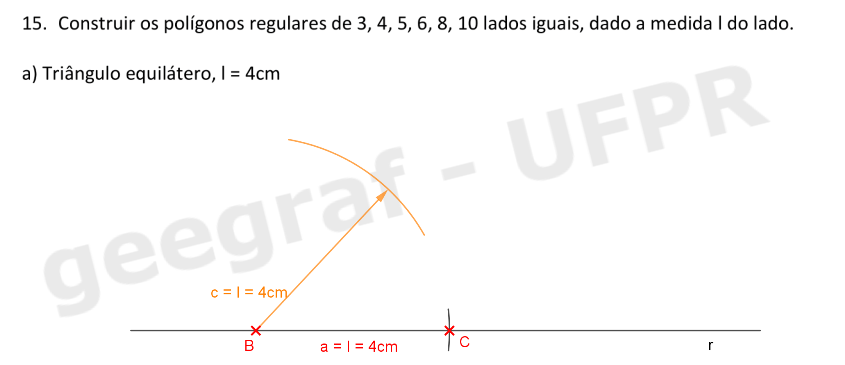 15. Construir os polígonos regulares de 3, 4, 5, 6, 8, 10 lados iguais, dado a medida l do lado.
a) Triângulo equilátero, l = 4cm
geegraf - UFPR
c = l = 4cm
B
a = l = 4cm
C
r